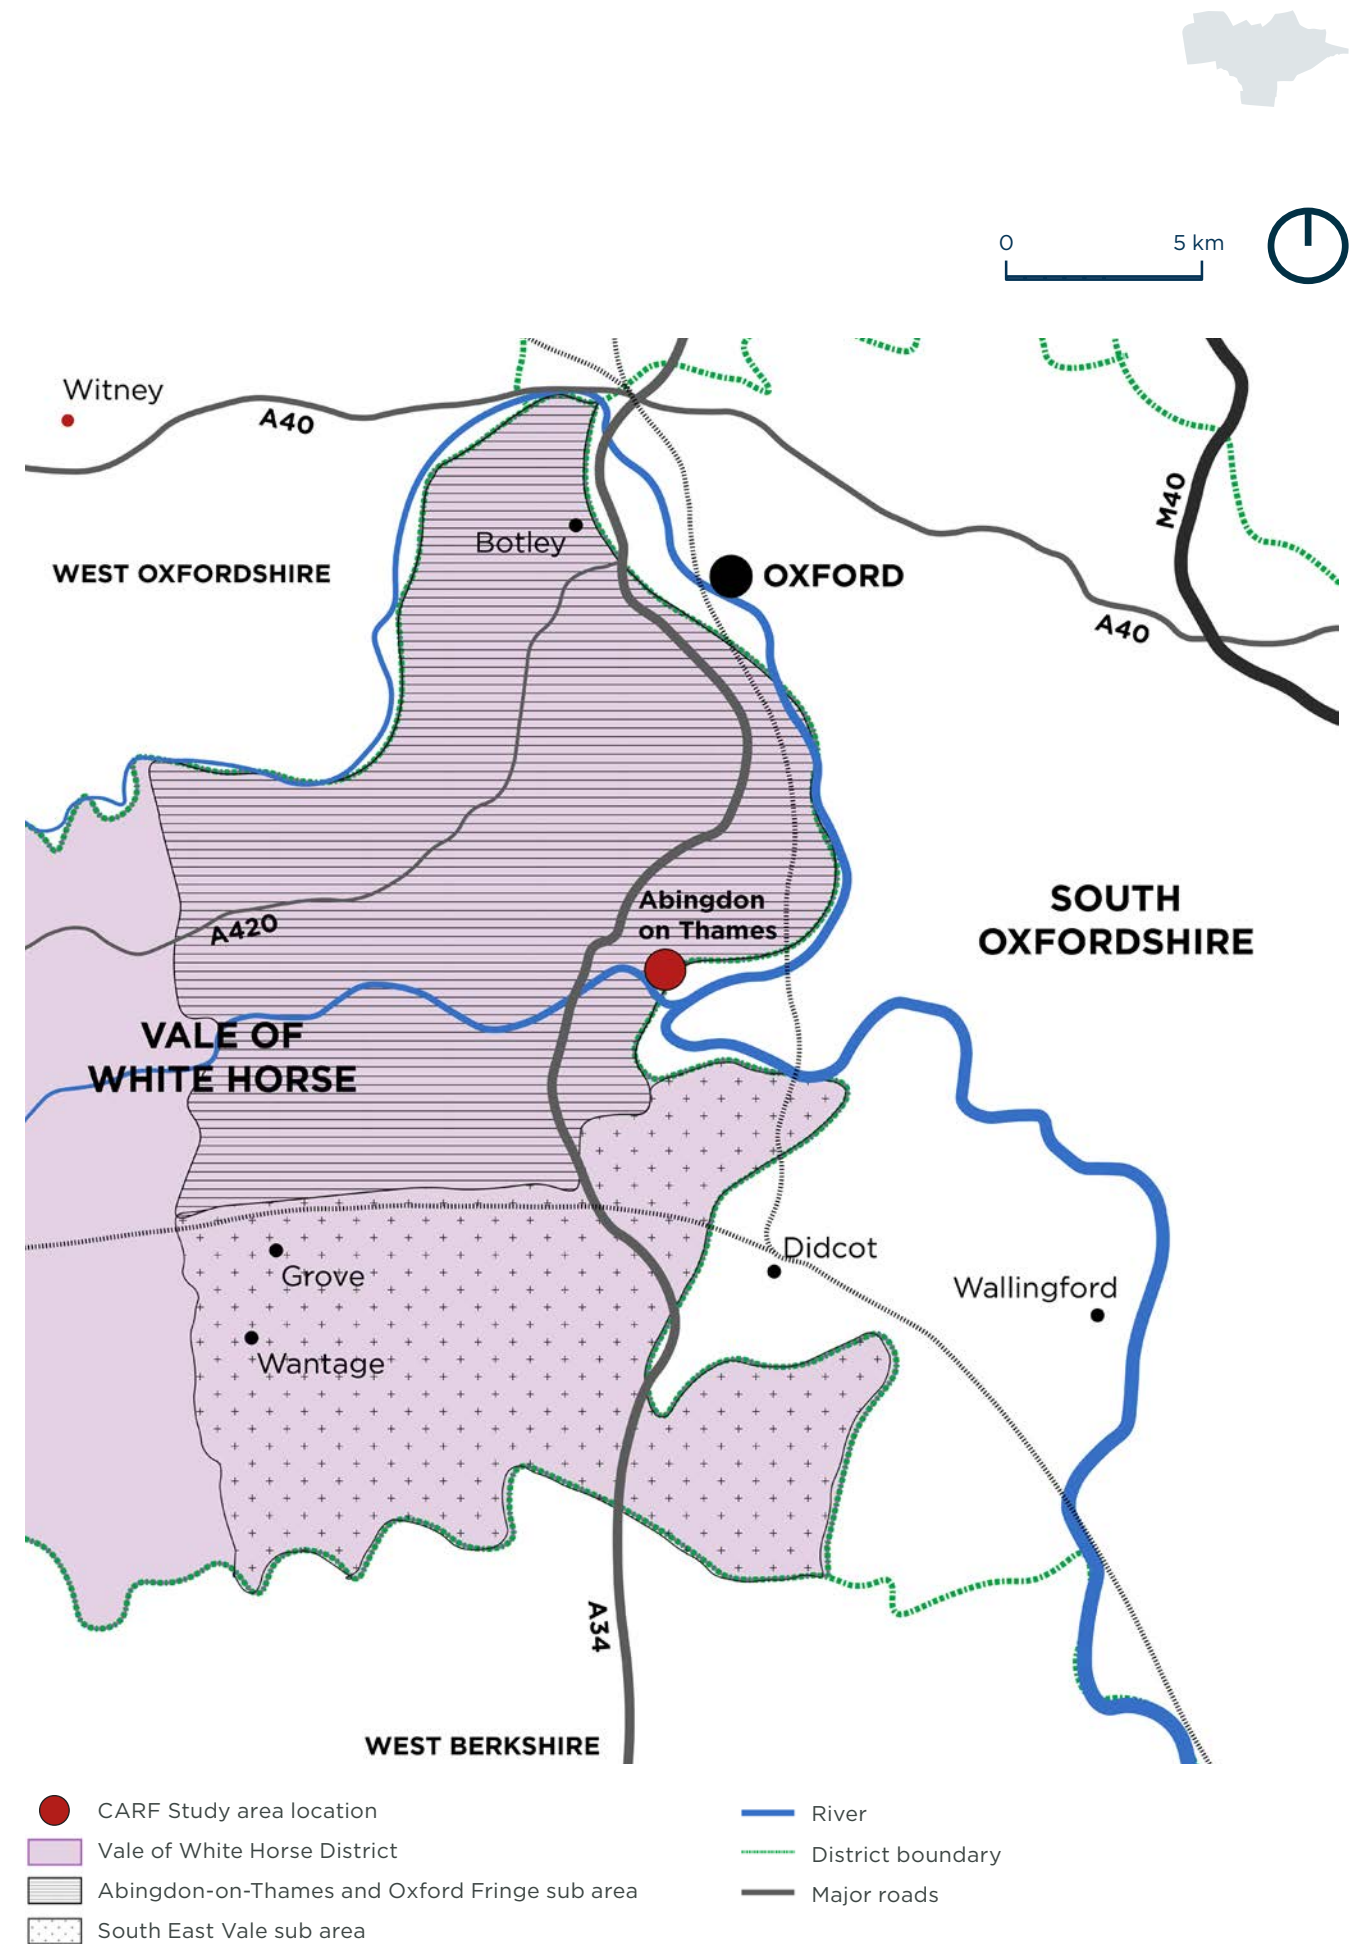 0 5 km
Witney
A40
M40
Botley
WEST OXFORDSHIRE
OXFORD
A40
Abingdon
on Thames
SOUTH
OXFORDSHIRE
A420
VALE OF
WHITE HORSE
Didcot
Grove
Wallingford
Wantage
A34
WEST BERKSHIRE
CARF Study area location
Vale of White Horse District
Abingdon-on-Thames and Oxford Fringe sub area
South East Vale sub area
River
District boundary
Major roads